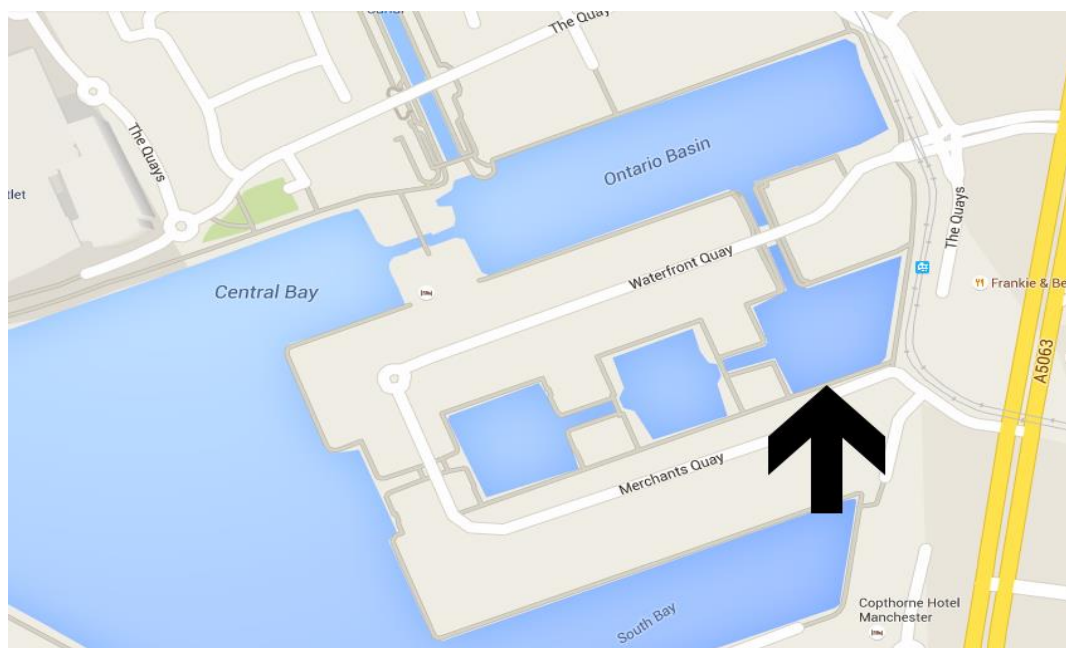 The Quay
The Quays
tlet
Ontario Basin
Central Bay
Waterfront Quay
The Quays
Frankie & Be
A5063
Merchants Quay
South Bay
Copthorne Hotel
Manchester